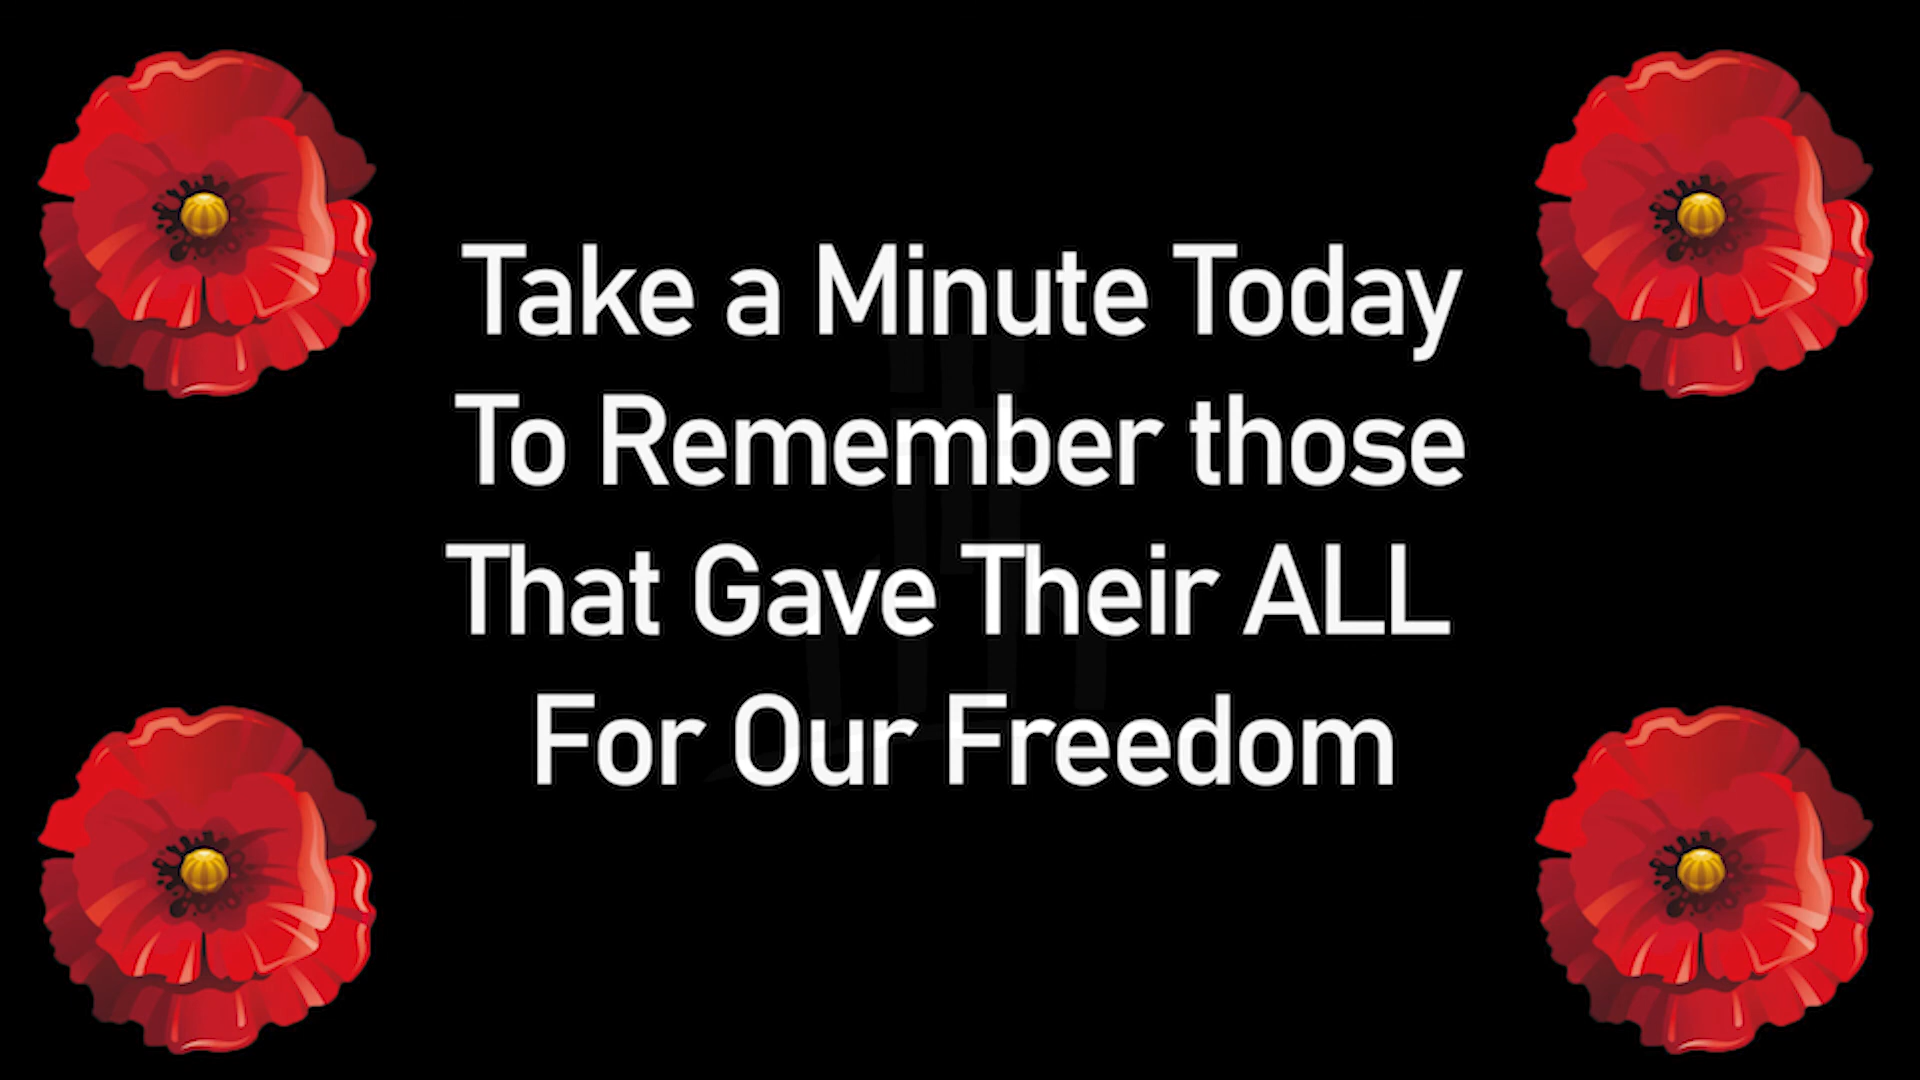 Take a Minute Today
To Remember those
That Gave Their ALL
For Our Freedom